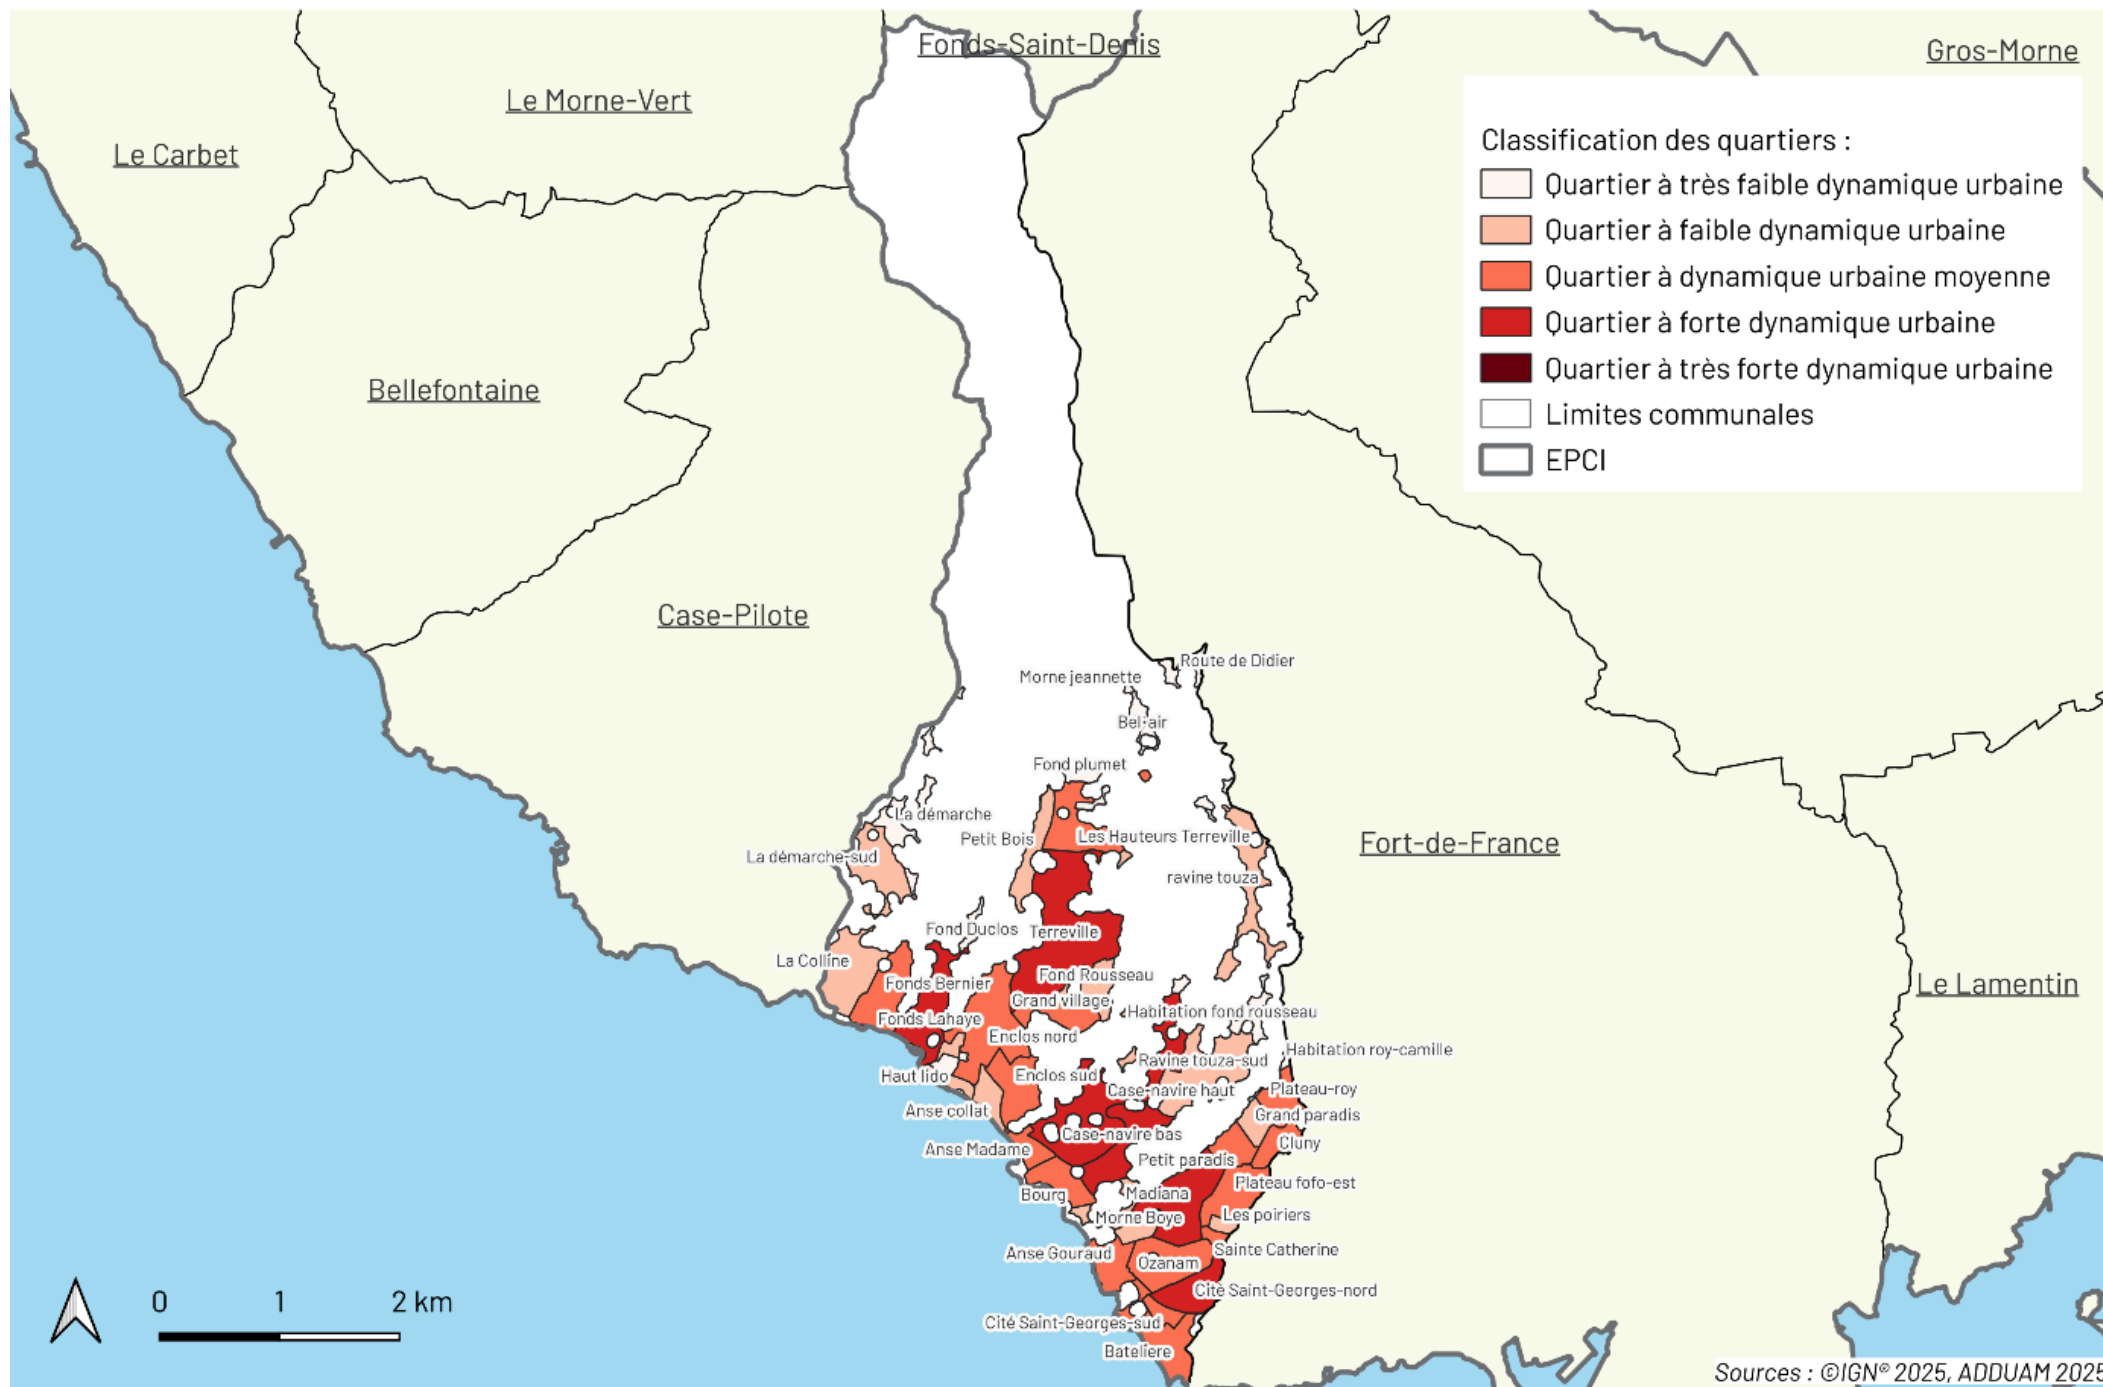 Fonds-Saint-Denis
Gros-Morne
Le Morne-Vert
Le Carbet
Classification des quartiers :
Quartier à très faible dynamique urbaine
Quartier à faible dynamique urbaine
Quartier à dynamique urbaine moyenne
Quartier à forte dynamique urbaine
Quartier à très forte dynamique urbaine
Limites communales
EPCI
Bellefontaine
Case-Pilote
Route de Didier
Morne jeannette
Bel-air
Fond plumet
La démarche
Petit Bois
Les Hauteurs Terreville
Fort-de-France
La démarche-sud
ravine touza
Fond Duclos
Terreville
La Colline
Fonds Bernier
Fond Rousseau
Le Lamentin
Grand village
Habitation fond rousseau
Fonds Lahaye
Enclos nord
Habitation roy-camille
Ravine touza-sud
Haut lido
Enclos sud
Case-navire haut
Plateau-roy
Anse collat
Grand paradis
Case-navire bas
Cluny
Anse Madame
Petit paradis
Plateau fofo-est
Bourg
Madiana
Morne Boye
Les poiriers
Anse Gouraud
Sainte Catherine
Ozanam
Cité Saint-Georges-nord
0 1 2 km
Cité Saint-Georges-sud
Bateliere
Sources : ©IGN® 2025, ADDUAM 2025